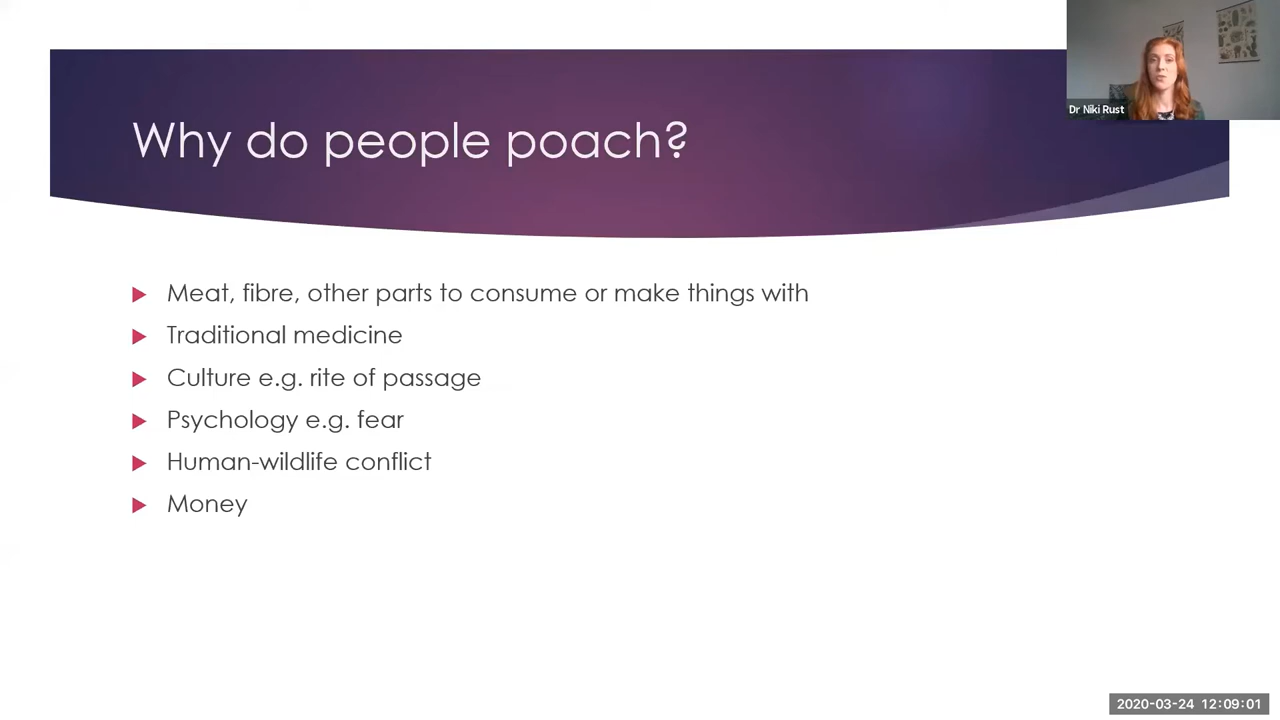 Dr Niki Rust
Why do people poach?
Meat, fibre, other parts to consume or make things with
Traditional medicine
Culture e.g. rite of passage
Psychology e.g. fear
Human-wildlife conflict
Money
2020-03-24 12:09:01